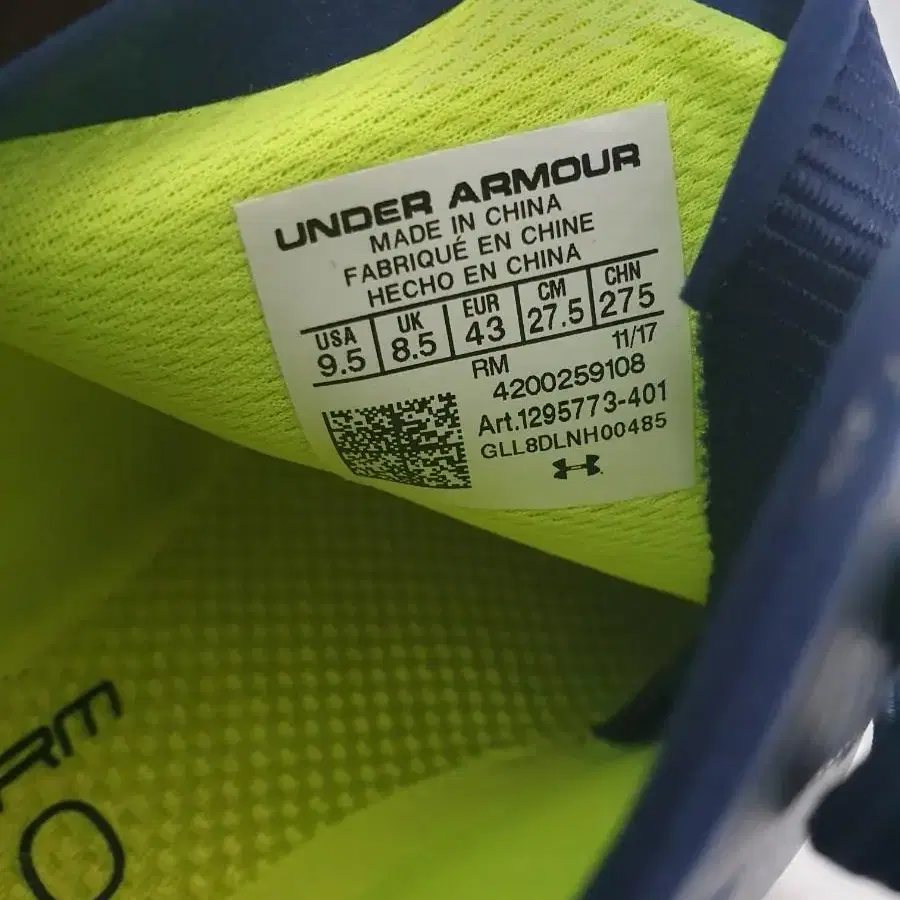 UNDER ARMOUR
MADE IN CHINA
FABRIQUÉ EN CHINE
HECHO EN CHINA
USA UK EUR CM CHN
9.5 8.5 43 27.5 275
RM 11/17
4200259108
Art.1295773-401
GLL8DLNH00485
RM
O